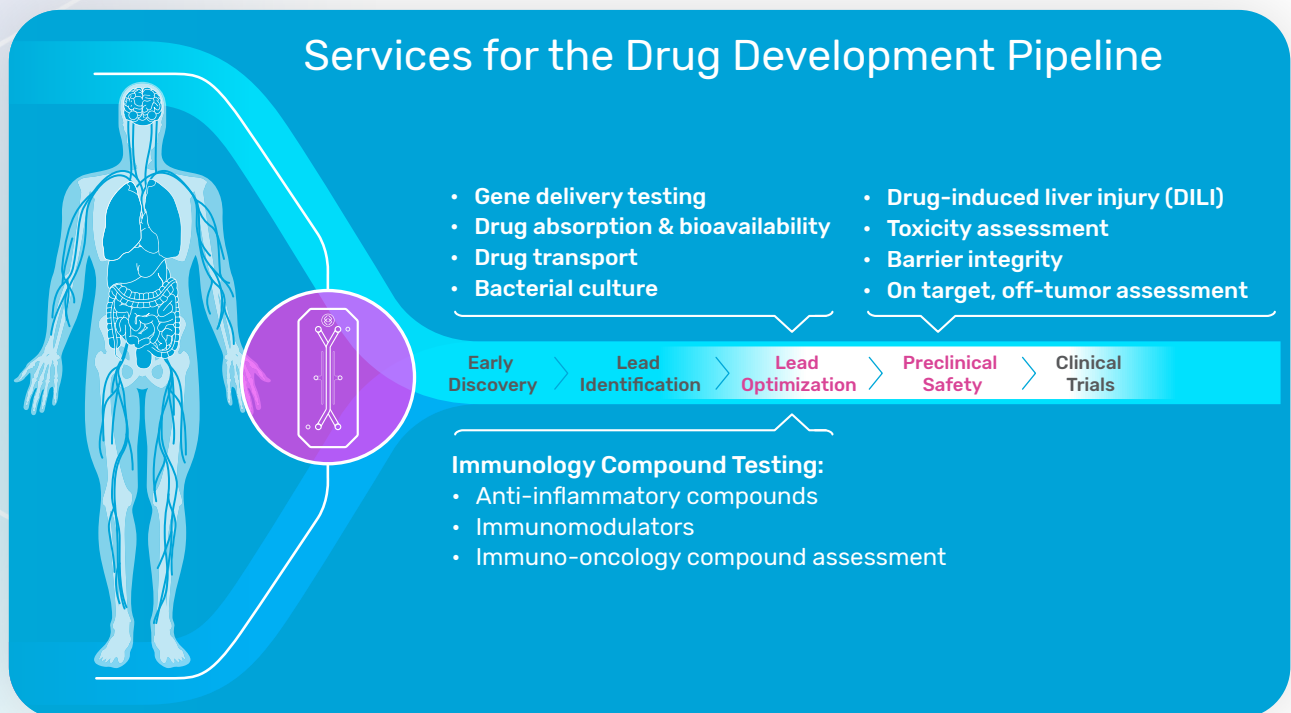 Services for the Drug Development Pipeline
• Gene delivery testing
• Drug absorption & bioavailability
• Drug transport
• Bacterial culture
• Drug-induced liver injury (DILI)
• Toxicity assessment
• Barrier integrity
• On target, off-tumor assessment
Early
Discovery
Lead
Identification
Lead
Optimization
Preclinical
Safety
Clinical
Trials
Immunology Compound Testing:
• Anti-inflammatory compounds
• Immunomodulators
• Immuno-oncology compound assessment